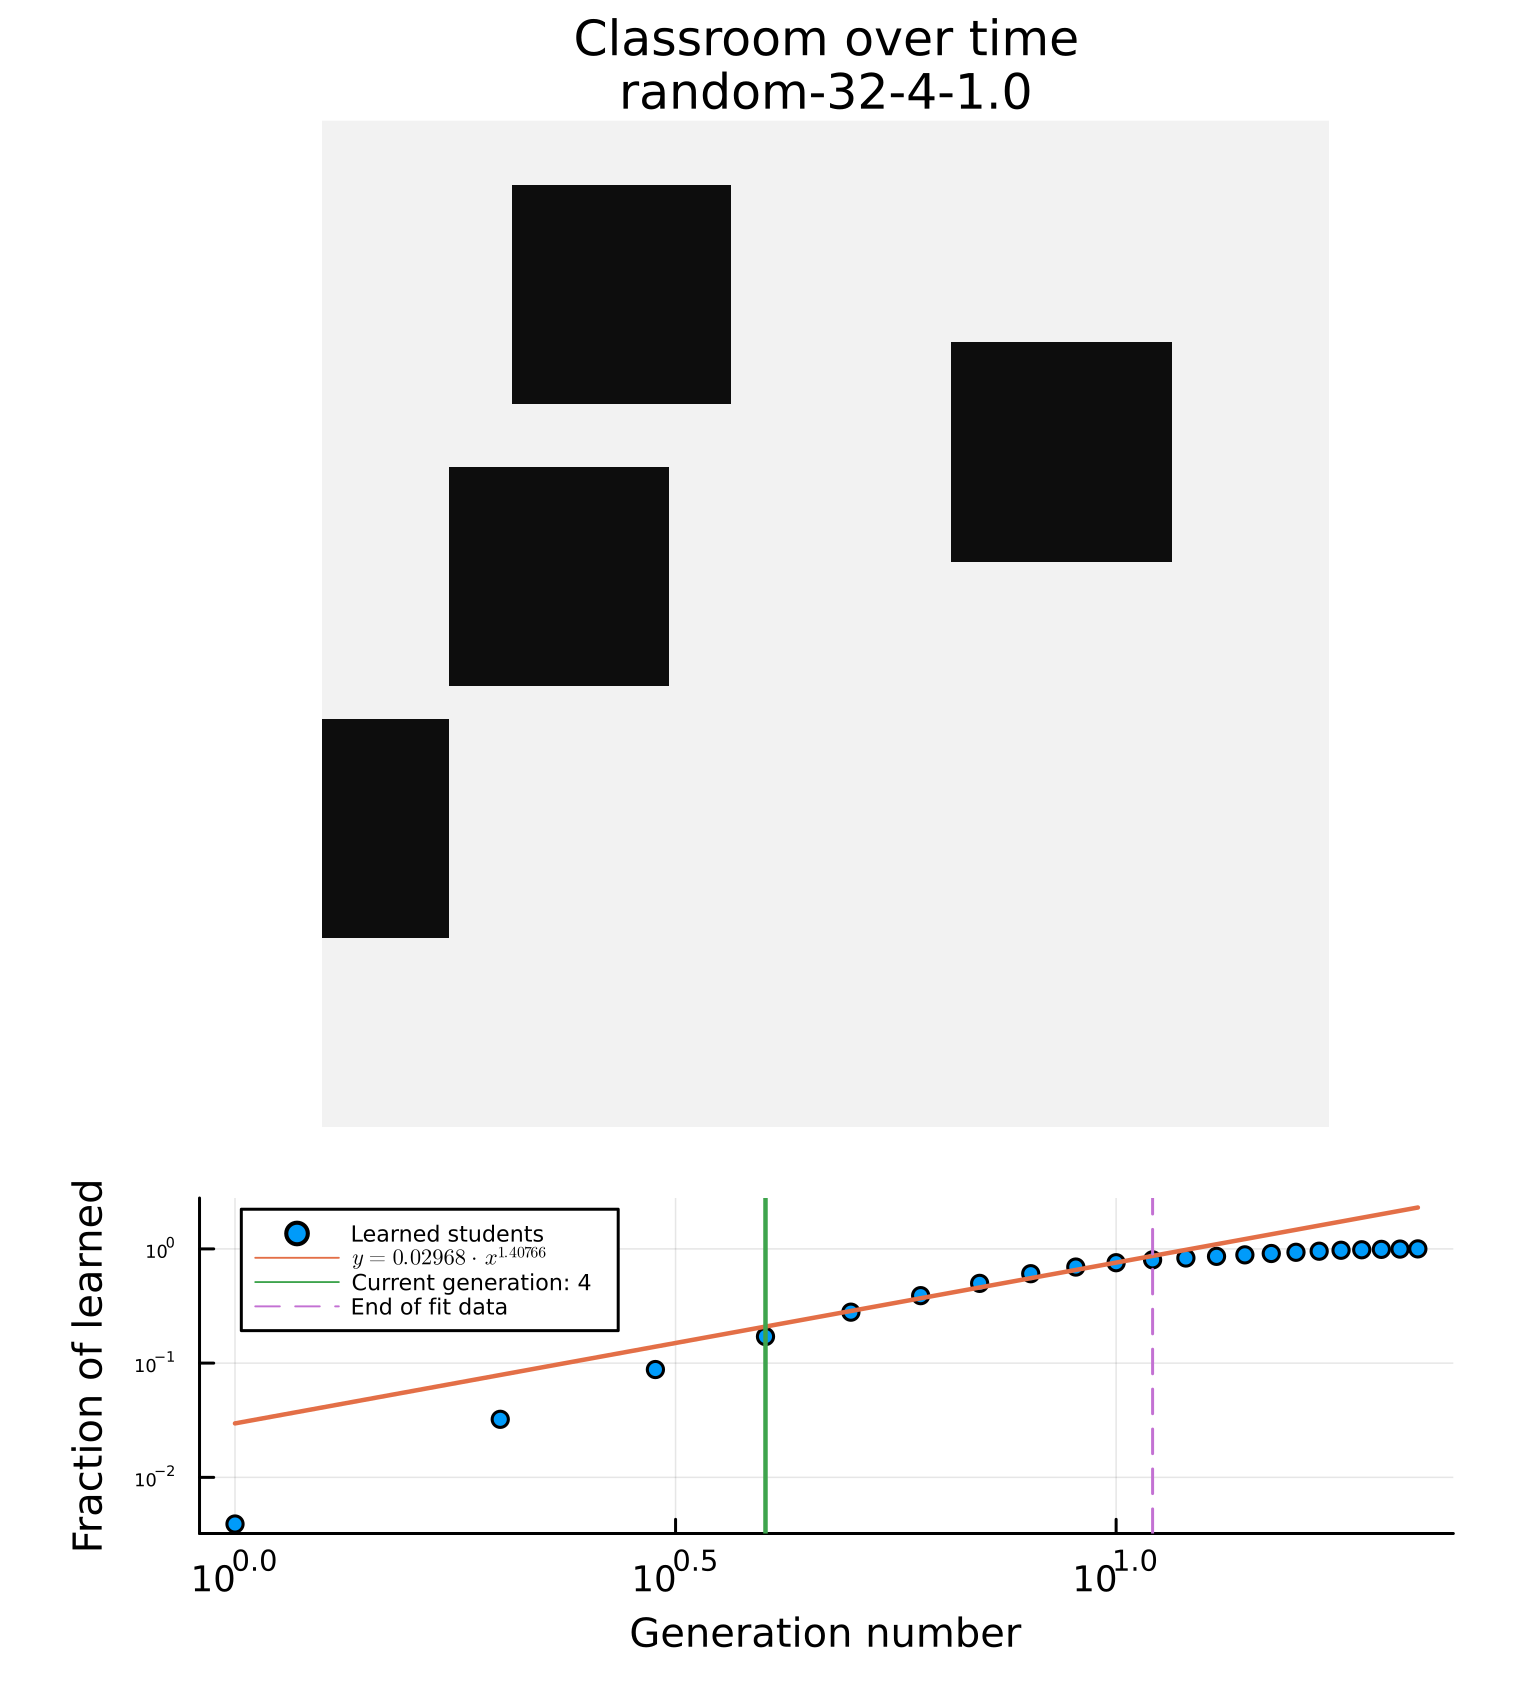 Classroom over time
random-32-4-1.0
Fraction of learned
10^0
10^-1
10^-2
Learned students
y = 0.02968 · x^1.40766
Current generation: 4
End of fit data
10^0.0
10^0.5
10^1.0
Generation number